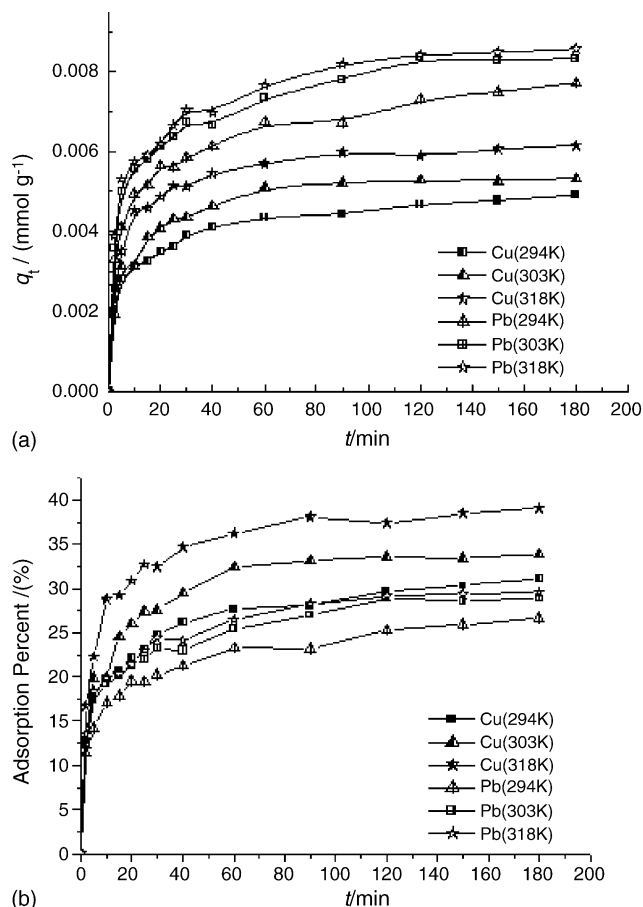 0.008
0.006
0.004
0.002
0.000
q_t / (mmol g⁻¹)
Cu(294K)
Cu(303K)
Cu(318K)
Pb(294K)
Pb(303K)
Pb(318K)
0 20 40 60 80 100 120 140 160 180 200
t/min
(a)
40
35
30
25
20
15
10
5
0
Adsorption Percent /(%)
Cu(294K)
Cu(303K)
Cu(318K)
Pb(294K)
Pb(303K)
Pb(318K)
0 20 40 60 80 100 120 140 160 180 200
t/min
(b)